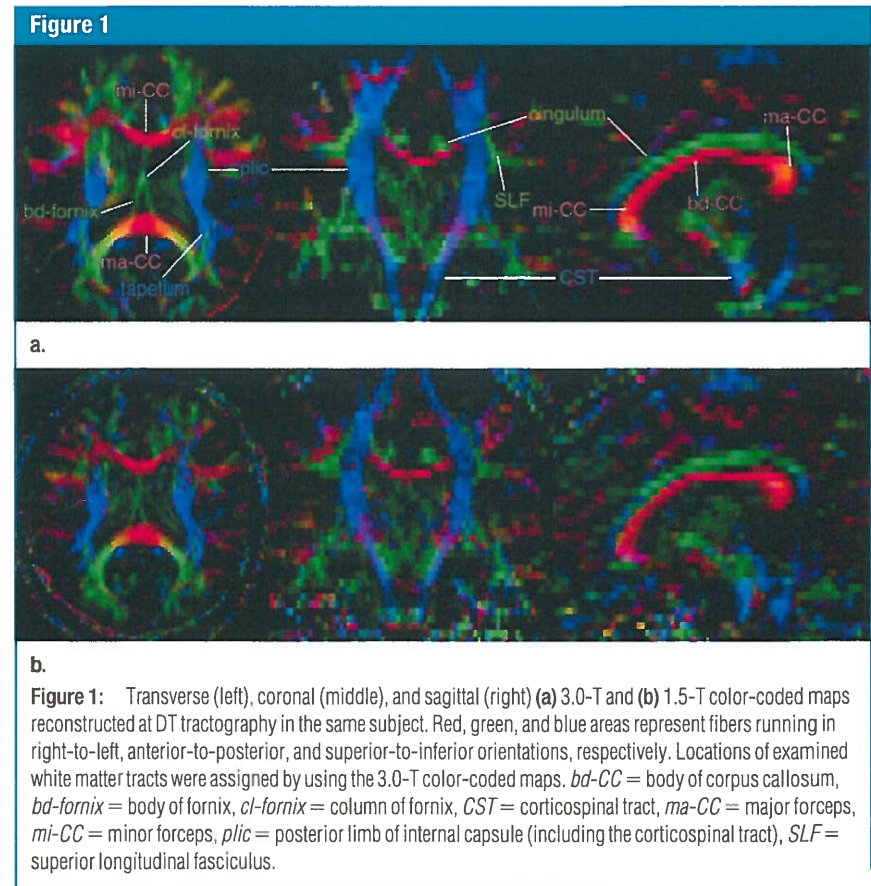 Figure 1
mi-CC
cl-fornix
cingulum
ma-CC
plic
bd-fornix
SLF
mi-CC
bd-CC
ma-CC
tapetum
CST
a.
b.
Figure 1: Transverse (left), coronal (middle), and sagittal (right) (a) 3.0-T and (b) 1.5-T color-coded maps
reconstructed at DT tractography in the same subject. Red, green, and blue areas represent fibers running in
right-to-left, anterior-to-posterior, and superior-to-inferior orientations, respectively. Locations of examined
white matter tracts were assigned by using the 3.0-T color-coded maps. bd-CC = body of corpus callosum,
bd-fornix = body of fornix, cl-fornix = column of fornix, CST = corticospinal tract, ma-CC = major forceps,
mi-CC = minor forceps, plic = posterior limb of internal capsule (including the corticospinal tract), SLF =
superior longitudinal fasciculus.